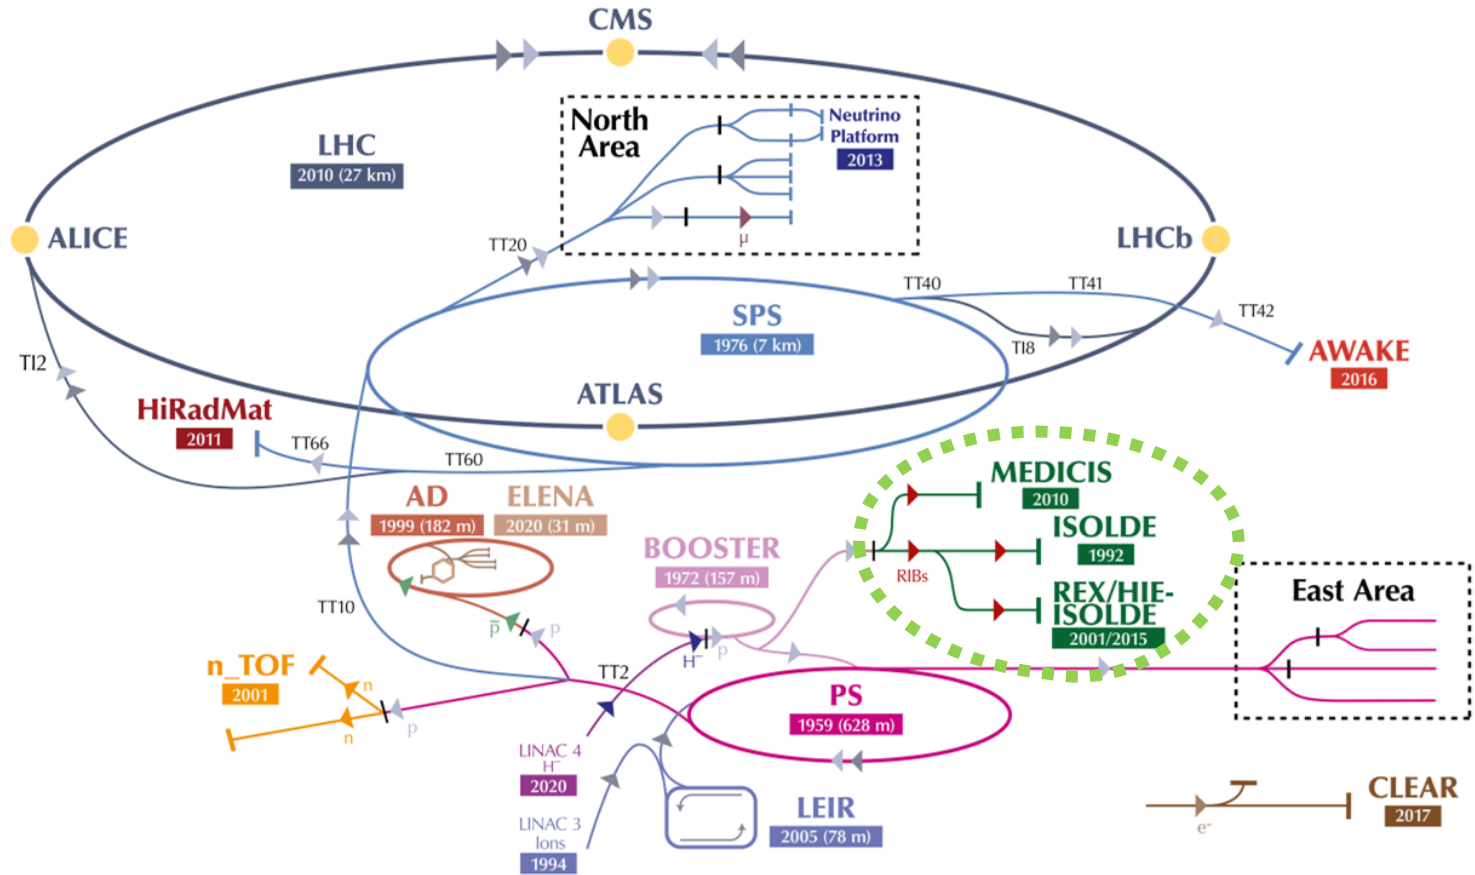 CMS
North
Area
Neutrino
Platform
2013
LHC
2010 (27 km)
μ
ALICE
LHCb
TT20
TT40
TT41
TT42
SPS
1976 (7 km)
TI8
AWAKE
2016
TI2
ATLAS
HiRadMat
2011
TT66
TT60
MEDICIS
2010
AD
1999 (182 m)
ELENA
2020 (31 m)
ISOLDE
1992
BOOSTER
1972 (157 m)
RIBs
REX/HIE-
ISOLDE
2001/2015
East Area
TT10
p̅
p
H⁻
p
n_TOF
2001
n
n
p
TT2
PS
1959 (628 m)
LINAC 4
H⁻
2020
LINAC 3
Ions
1994
LEIR
2005 (78 m)
e⁻
CLEAR
2017